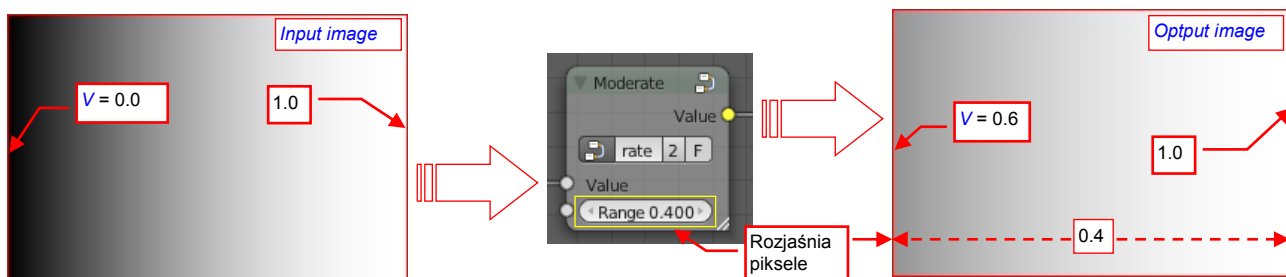 Input image
V = 0.0
1.0
Moderate
Value
rate 2 F
Value
Range 0.400
Rozjaśnia
piksele
Optput image
V = 0.6
1.0
0.4